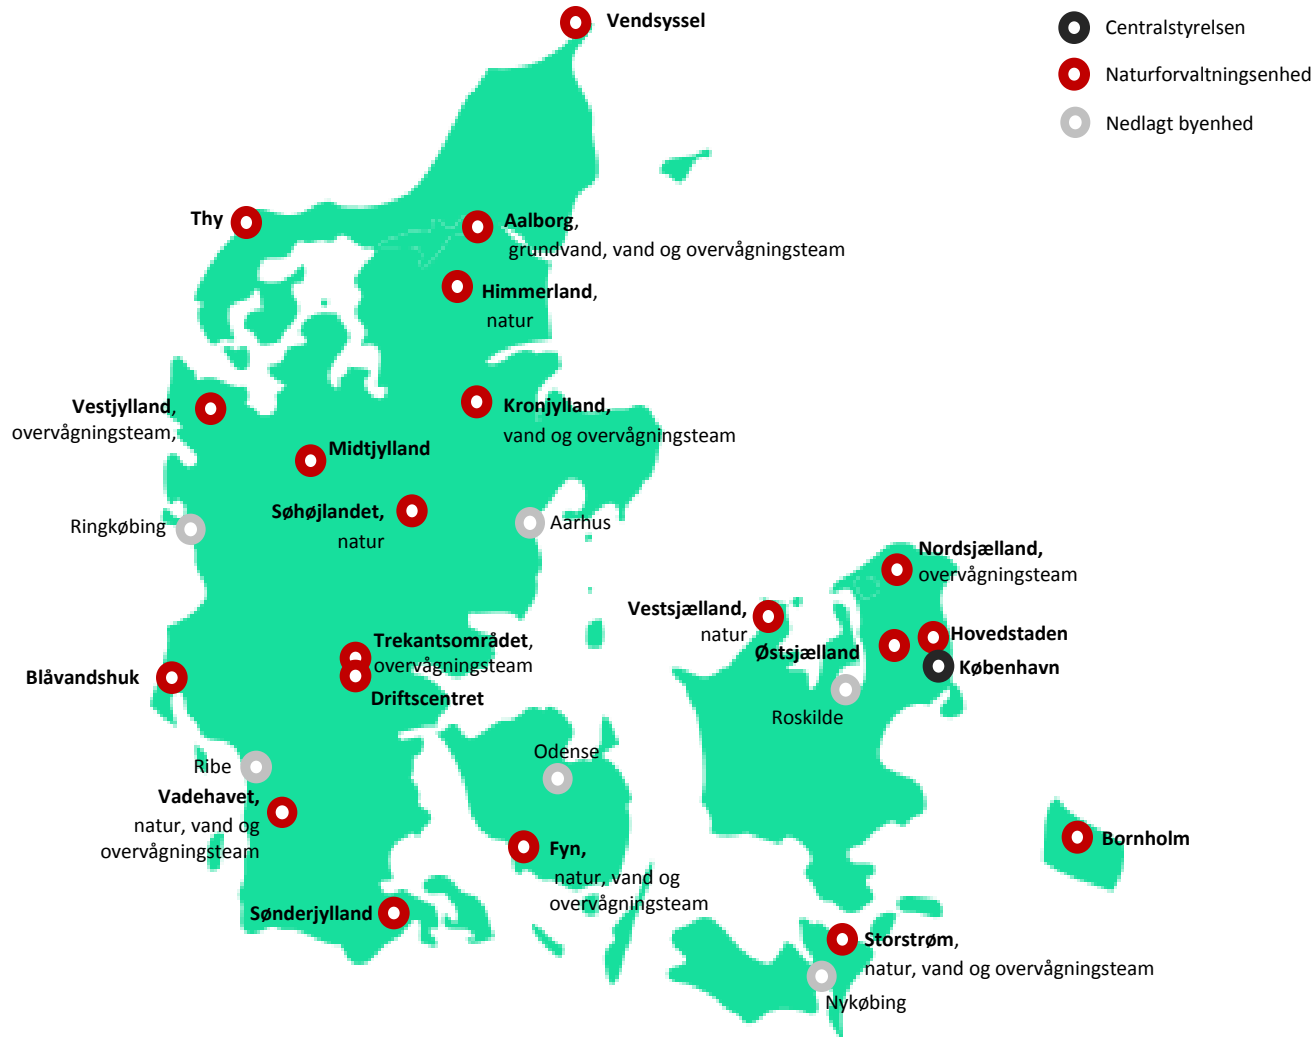 Vendsyssel
Centralstyrelsen
Naturforvaltningsenhed
Nedlagt byenhed
Thy
Aalborg,
grundvand, vand og overvågningsteam
Himmerland,
natur
Vestjylland,
overvågningsteam,
Kronjylland,
vand og overvågningsteam
Midtjylland
Søhøjlandet,
natur
Ringkøbing
Aarhus
Nordsjælland,
overvågningsteam
Vestsjælland,
natur
Østsjælland
Hovedstaden
København
Roskilde
Trekantsområdet,
overvågningsteam
Driftscentret
Blåvandshuk
Ribe
Odense
Vadehavet,
natur, vand og
overvågningsteam
Fyn,
natur, vand og
overvågningsteam
Bornholm
Sønderjylland
Storstrøm,
natur, vand og overvågningsteam
Nykøbing